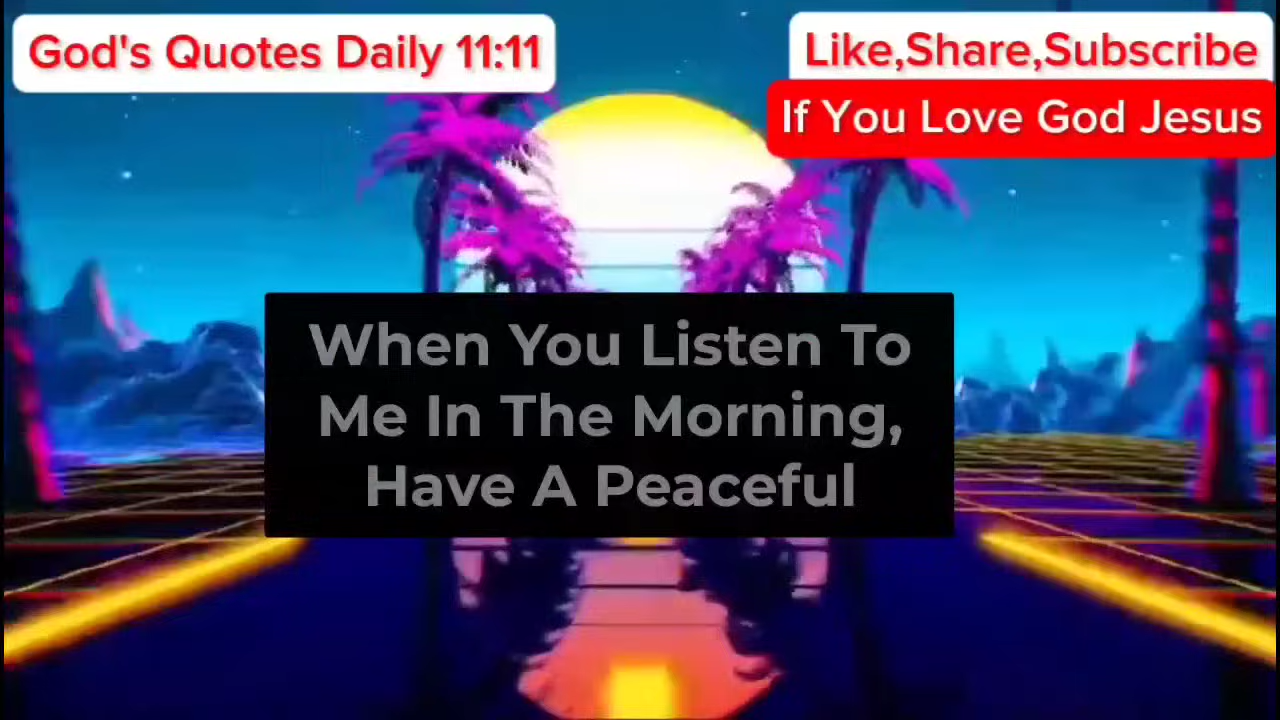 God's Quotes Daily 11:11
Like,Share,Subscribe
If You Love God Jesus
When You Listen To
Me In The Morning,
Have A Peaceful